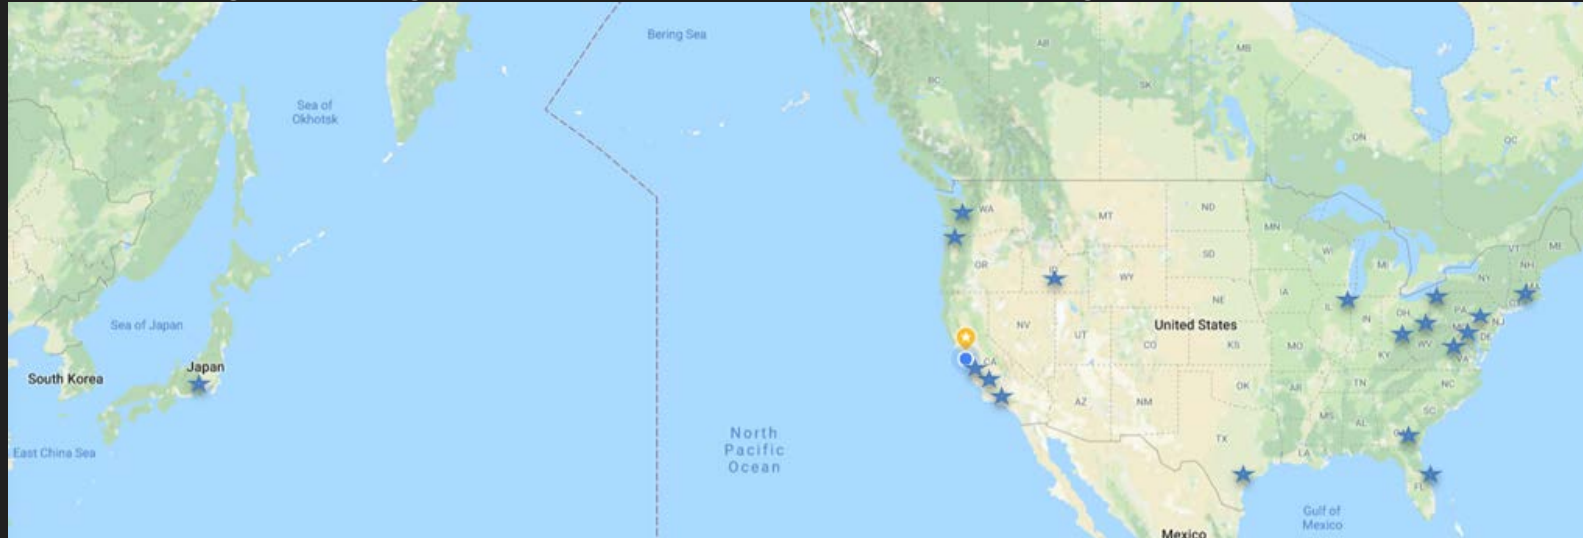 Bering Sea
Sea of
Okhotsk
AB
MB
BC
SK
ON
QC
WA
MT
ND
MN
OR
ID
SD
WI
MI
VT
ME
NH
WY
NY
MA
CT
NE
IA
IL
IN
OH
PA
NJ
Sea of Japan
NV
UT
CO
United States
KS
MO
WV
DE
VA
KY
Japan
South Korea
CA
AZ
NM
OK
AR
TN
NC
SC
MS
AL
TX
LA
FL
East China Sea
North
Pacific
Ocean
Gulf of
Mexico
Mexico